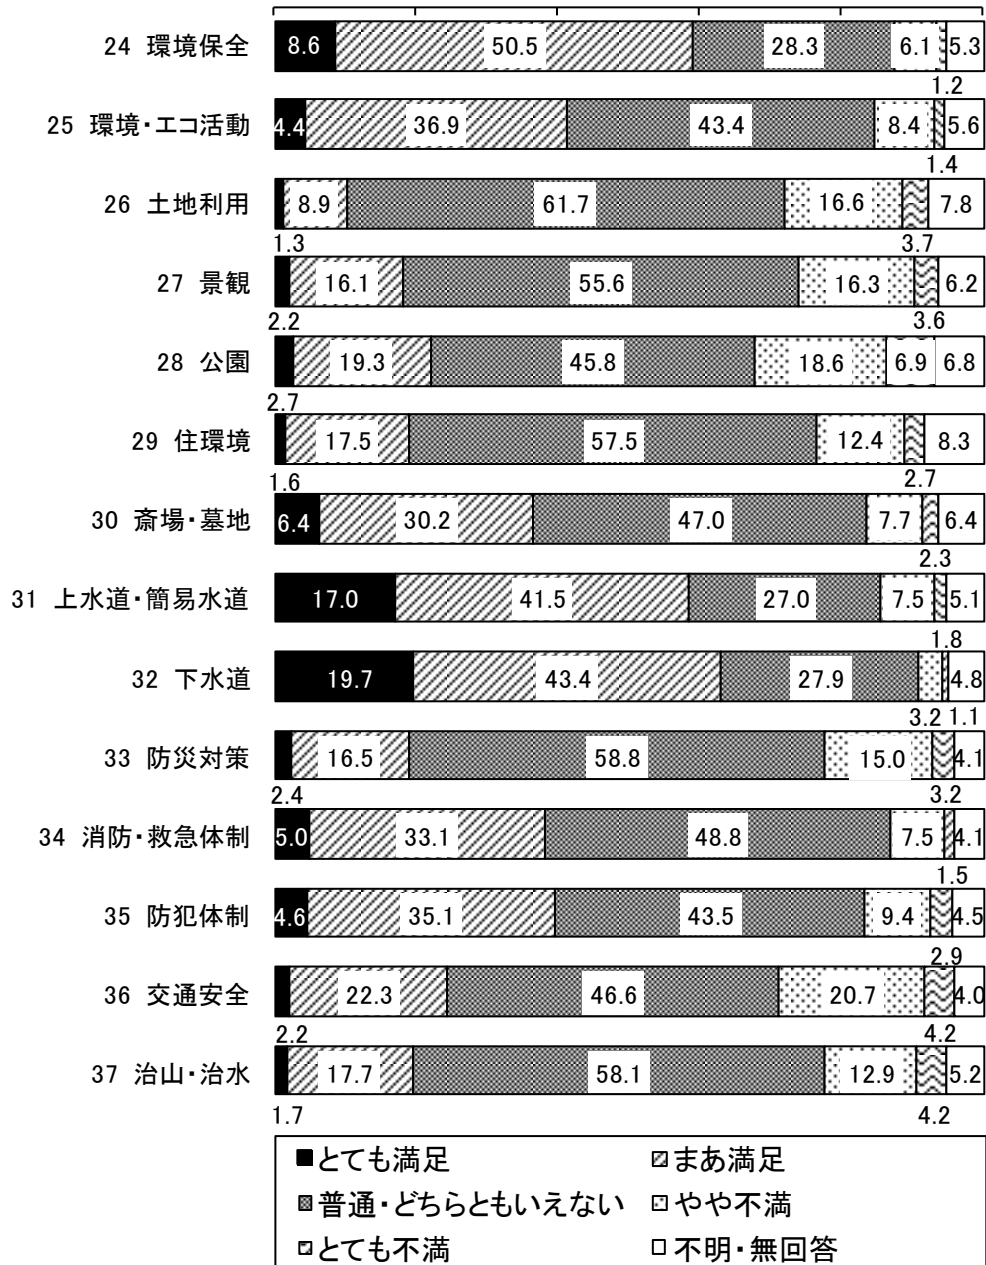 24 環境保全 8.6 50.5 28.3 6.1 5.3
1.2
25 環境・エコ活動 4.4 36.9 43.4 8.4 5.6
1.4
26 土地利用 8.9 61.7 16.6 7.8
1.3 3.7
27 景観 16.1 55.6 16.3 6.2
2.2 3.6
28 公園 19.3 45.8 18.6 6.9 6.8
2.7
29 住環境 17.5 57.5 12.4 8.3
1.6 2.7
30 斎場・墓地 6.4 30.2 47.0 7.7 6.4
2.3
31 上水道・簡易水道 17.0 41.5 27.0 7.5 5.1
1.8
32 下水道 19.7 43.4 27.9 4.8
3.2 1.1
33 防災対策 16.5 58.8 15.0 4.1
2.4 3.2
34 消防・救急体制 5.0 33.1 48.8 7.5 4.1
1.5
35 防犯体制 4.6 35.1 43.5 9.4 4.5
2.9
36 交通安全 22.3 46.6 20.7 4.0
2.2 4.2
37 治山・治水 17.7 58.1 12.9 5.2
1.7 4.2
とても満足 まあ満足
普通・どちらともいえない やや不満
とても不満 不明・無回答